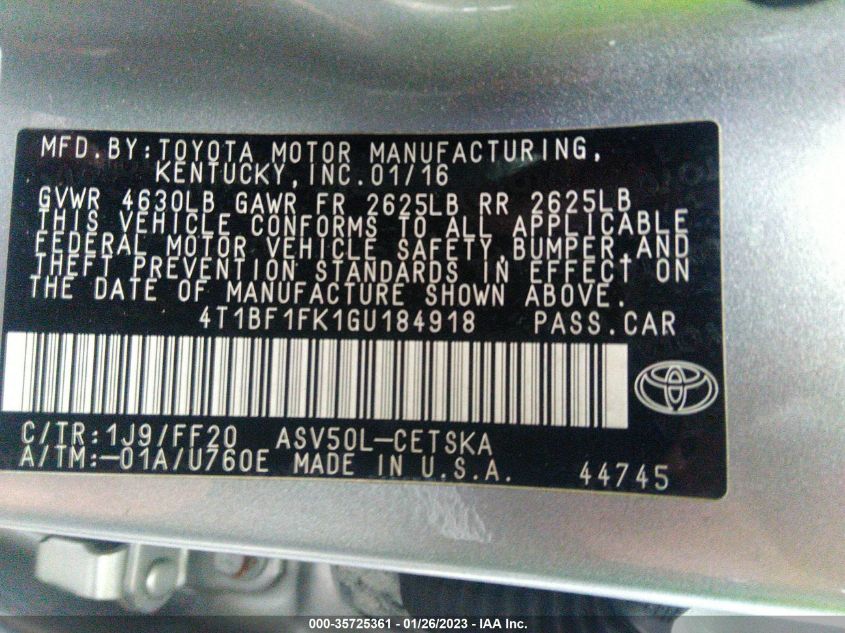 MFD.BY:TOYOTA MOTOR MANUFACTURING,
KENTUCKY,INC.01/16
GVWR 4630LB GAWR FR 2625LB RR 2625LB
THIS VEHICLE CONFORMS TO ALL APPLICABLE
FEDERAL MOTOR VEHICLE SAFETY,BUMPER,AND
THEFT PREVENTION STANDARDS IN EFFECT ON
THE DATE OF MANUFACTURE SHOWN ABOVE.
4T1BF1FK1GU184918 PASS.CAR
C/TR:1J9/FF20 ASV50L-CETSKA
A/TM:-01A/U760E MADE IN U.S.A. 44745
000-35725361 - 01/26/2023 - IAA Inc.